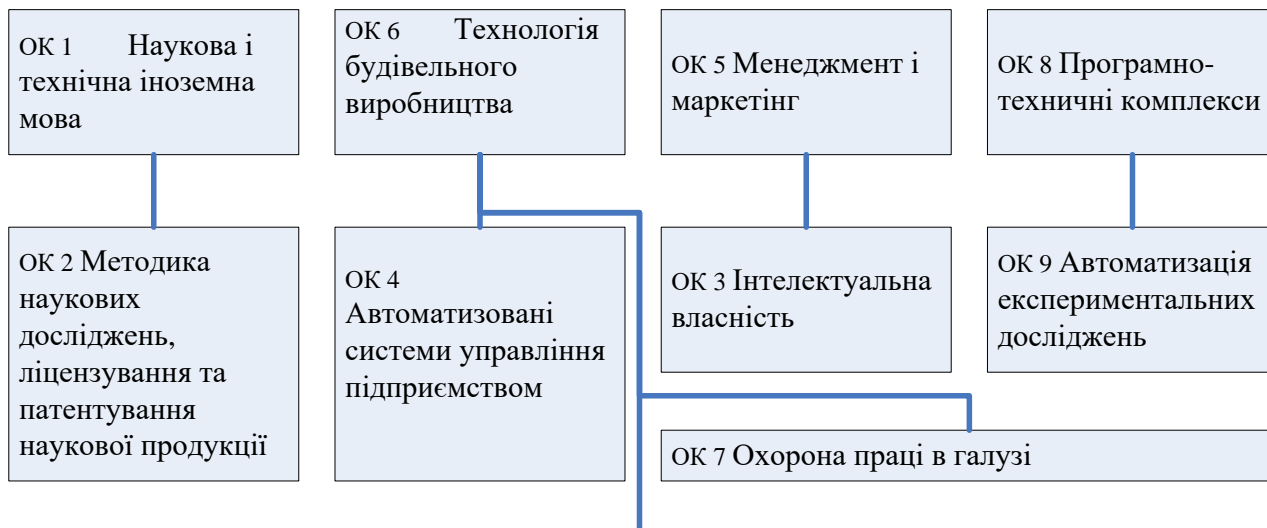 ОК 1 Наукова і
технічна іноземна
мова
ОК 6 Технологія
будівельного
виробництва
ОК 5 Менеджмент і
маркетінг
ОК 8 Програмно-
техничні комплекси
ОК 2 Методика
наукових
досліджень,
ліцензування та
патентування
наукової продукції
ОК 4
Автоматизовані
системи управління
підприємством
ОК 3 Інтелектуальна
власність
ОК 9 Автоматизація
експериментальних
досліджень
ОК 7 Охорона праці в галузі